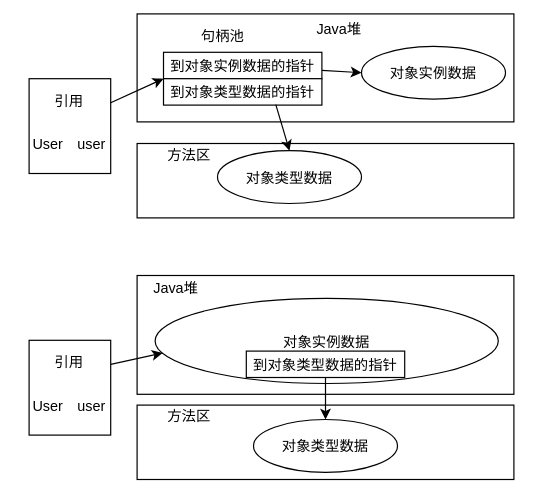 句柄池
Java堆
到对象实例数据的指针
对象实例数据
到对象类型数据的指针
引用
User user
方法区
对象类型数据
Java堆
对象实例数据
到对象类型数据的指针
引用
User user
方法区
对象类型数据